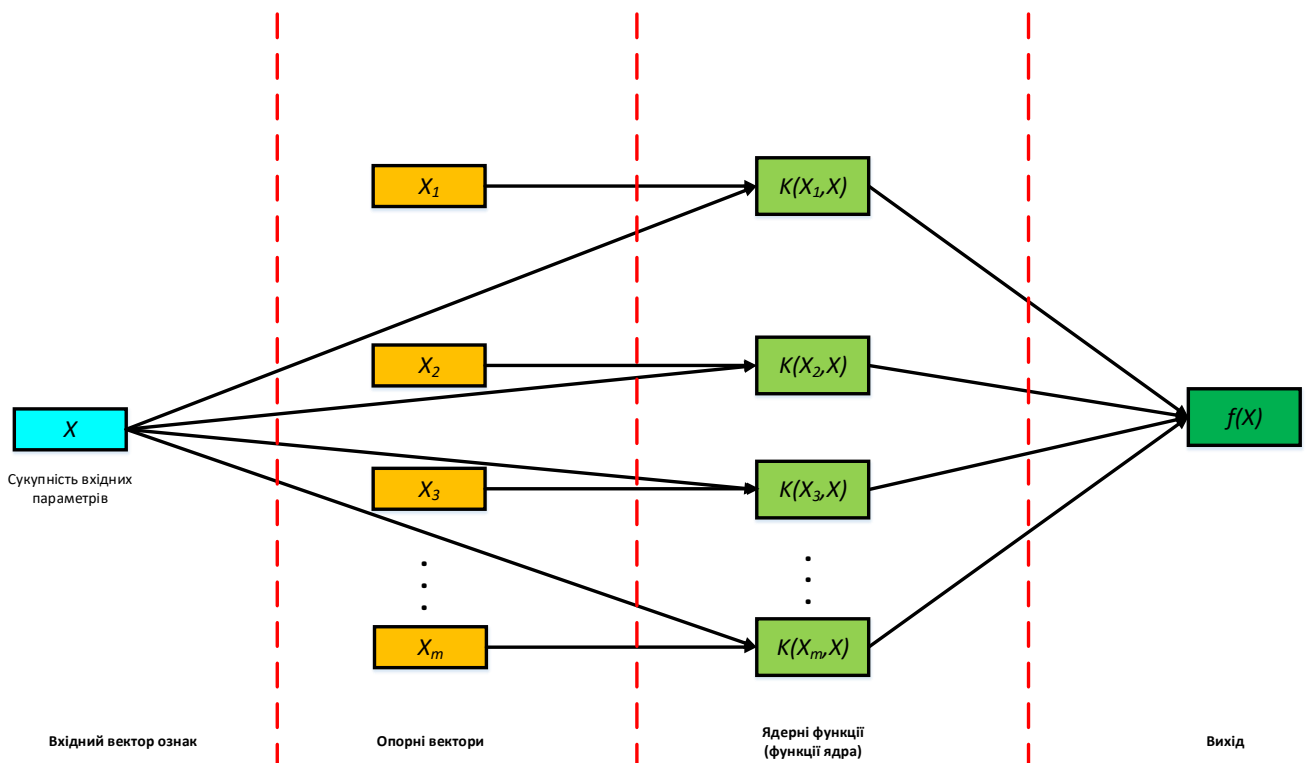 X
Сукупність вхідних
параметрів
X₁
X₂
X₃
.
.
.
Xₘ
K(X₁,X)
K(X₂,X)
K(X₃,X)
.
.
.
K(Xₘ,X)
f(X)
Вхідний вектор ознак
Опорні вектори
Ядерні функції
(функції ядра)
Вихід